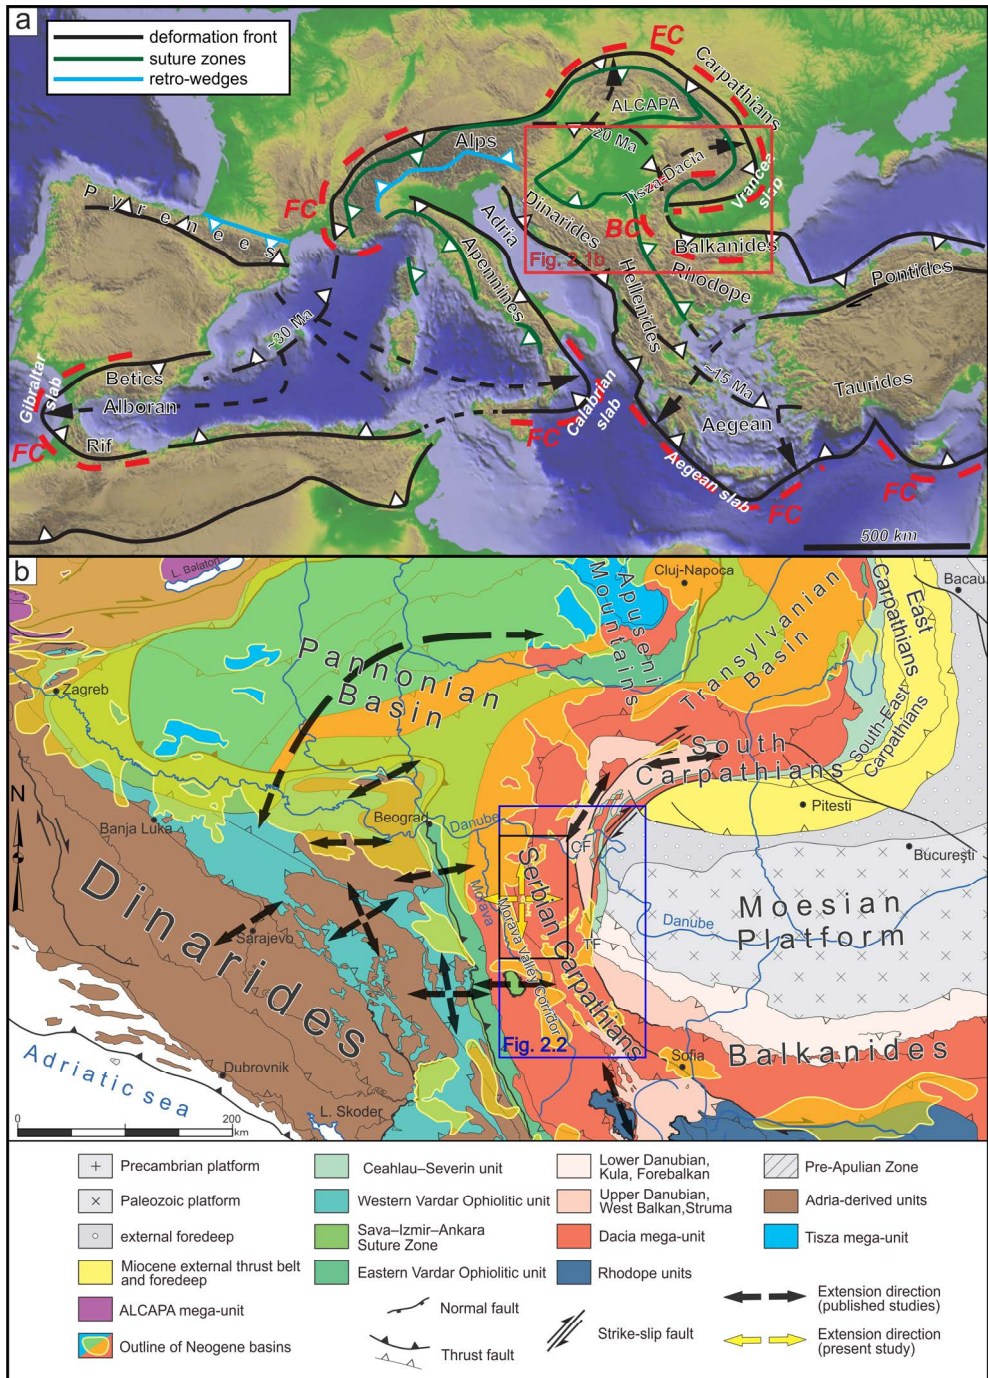 a
deformation front
suture zones
retro-wedges
FC
Carpathians
ALCAPA
~20 Ma
Alps
Tisza-Dacia
Vrancea slab
FC
Pyrenees
Adria
Dinarides
BC
Balkanides
Fig. 2.1b
Rhodope
Pontides
Apennines
Hellenides
~30 Ma
~15 Ma
Gibraltar slab
Betics
Alboran
Rif
FC
Calabrian slab
FC
Aegean
Taurides
Aegean slab
FC
FC
500 km
b
L. Balaton
Apuseni Mountains
Cluj-Napoca
East Carpathians
Bacau
Pannonian Basin
Transylvanian Basin
Zagreb
South-East Carpathians
South Carpathians
N
Pitesti
Banja Luka
Beograd
Danube
CF
Bucureşti
Dinarides
Morava
Serbian Carpathians
Morava Valley Corridor
Moesian Platform
Danube
Sarajevo
TF
Fig. 2.2
Sofia
Balkanides
Adriatic sea
Dubrovnik
L. Skoder
0 100 200
km
Precambrian platform
Paleozoic platform
external foredeep
Miocene external thrust belt
and foredeep
ALCAPA mega-unit
Outline of Neogene basins
Ceahlau–Severin unit
Western Vardar Ophiolitic unit
Sava–Izmir–Ankara
Suture Zone
Eastern Vardar Ophiolitic unit
Normal fault
Thrust fault
Lower Danubian,
Kula, Forebalkan
Upper Danubian,
West Balkan,Struma
Dacia mega-unit
Rhodope units
Strike-slip fault
Pre-Apulian Zone
Adria-derived units
Tisza mega-unit
Extension direction
(published studies)
Extension direction
(present study)